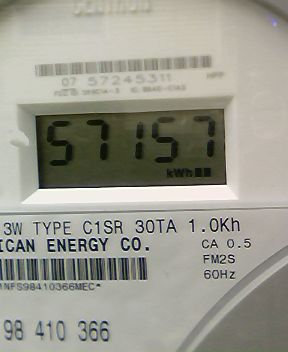 CENTRON
07 57245311
57157
kWh
3W TYPE C1SR 30TA 1.0Kh
ICAN ENERGY CO.
CA 0.5
FM2S
60Hz
98 410 366